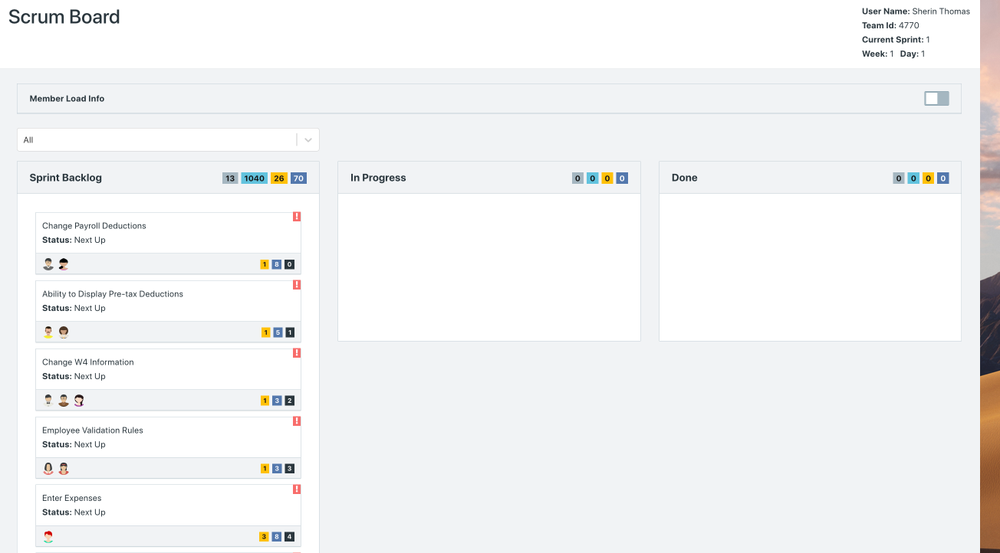 Scrum Board
User Name: Sherin Thomas
Team Id: 4770
Current Sprint: 1
Week: 1 Day: 1
Member Load Info
All
Sprint Backlog 13 1040 26 70
In Progress 0 0 0 0
Done 0 0 0 0
!
Change Payroll Deductions
Status: Next Up
1 8 0
!
Ability to Display Pre-tax Deductions
Status: Next Up
1 5 1
!
Change W4 Information
Status: Next Up
1 3 2
!
Employee Validation Rules
Status: Next Up
1 3 3
!
Enter Expenses
Status: Next Up
3 8 4